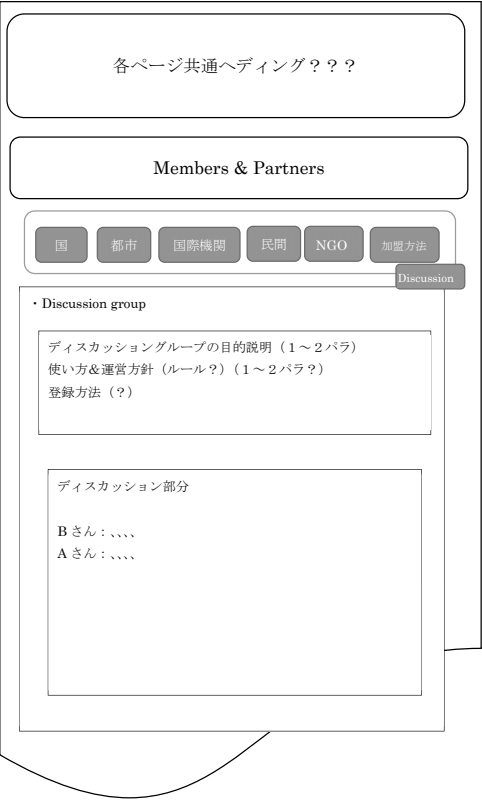 各ページ共通へディング？？？
Members & Partners
国 都市 国際機関 民間 NGO 加盟方法
Discussion
・Discussion group
ディスカッショングループの目的説明（１～２パラ）
使い方＆運営方針（ルール？）（１～２パラ？）
登録方法（？）
ディスカッション部分
B さん：、、、、
A さん：、、、、